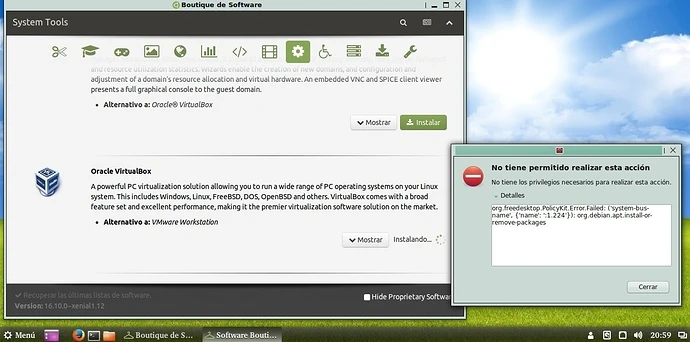 Boutique de Software
System Tools
and resource utilization statistics. Wizards enable the creation of new domains, and configuration and
adjustment of a domain's resource allocation and virtual hardware. An embedded VNC and SPICE client viewer
presents a full graphical console to the guest domain.
• Alternativo a: Oracle® VirtualBox
Mostrar
Instalar
Oracle VirtualBox
A powerful PC virtualization solution allowing you to run a wide range of PC operating systems on your Linux
system. This includes Windows, Linux, FreeBSD, DOS, OpenBSD and others. VirtualBox comes with a broad
feature set and excellent performance, making it the premier virtualization software solution on the market.
• Alternativo a: VMware Workstation
Mostrar
Instalando...
Recuperar las últimas listas de software.
Version: 16.10.0~xenial1.12
Hide Proprietary Softwar
No tiene permitido realizar esta acción
No tiene los privilegios necesarios para realizar esta acción.
Detalles
org.freedesktop.PolicyKit.Error.Failed: ('system-bus-
name', {'name': ':1.224'}): org.debian.apt.install-or-
remove-packages
Cerrar
Menú
Boutique de S...
Software Bouti...
20:59